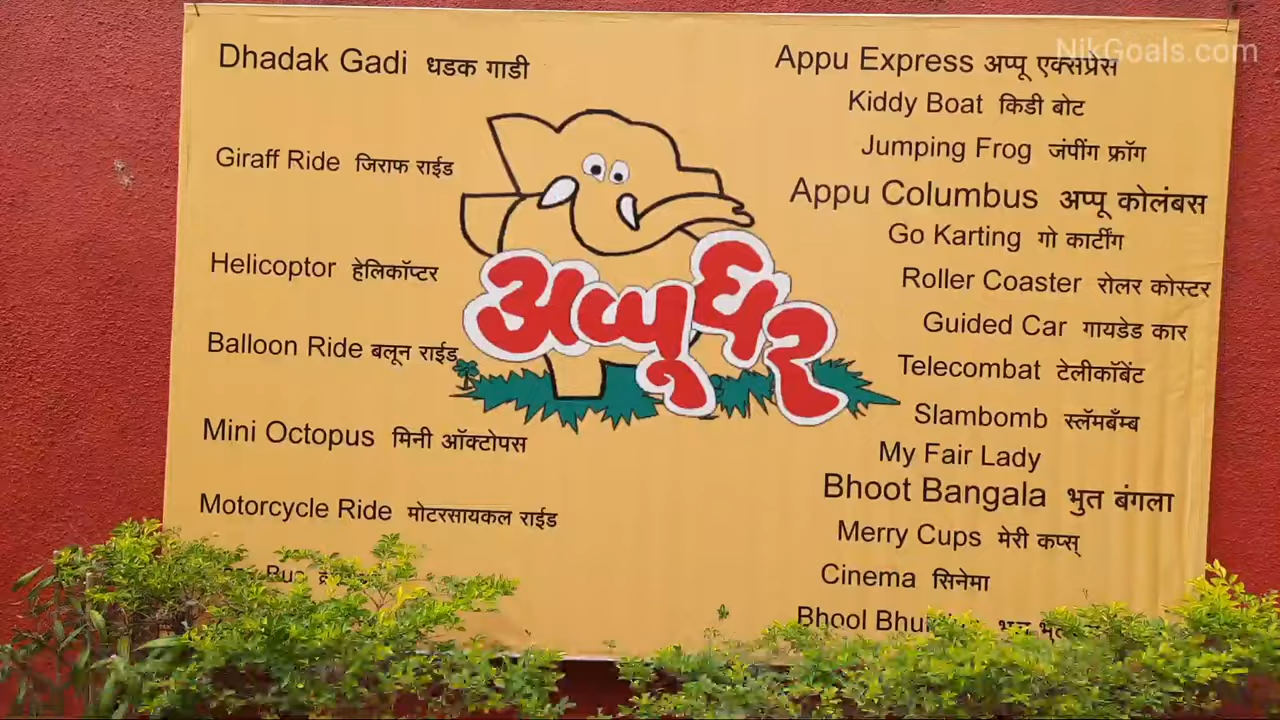 NikGoals.com
Dhadak Gadi धडक गाडी
Giraff Ride जिराफ राईड
Helicoptor हेलिकॉप्टर
Balloon Ride बलून राईड
Mini Octopus मिनी ऑक्टोपस
Motorcycle Ride मोटरसायकल राईड
अप्पू घर
Appu Express अप्पू एक्सप्रेस
Kiddy Boat किडी बोट
Jumping Frog जंपींग फ्रॉग
Appu Columbus अप्पू कोलंबस
Go Karting गो कार्टींग
Roller Coaster रोलर कोस्टर
Guided Car गायडेड कार
Telecombat टेलीकॉबेंट
Slambomb स्लॅमबॅंम्ब
My Fair Lady
Bhoot Bangala भुत बंगला
Merry Cups मेरी कप्स्
Cinema सिनेमा
Bhool